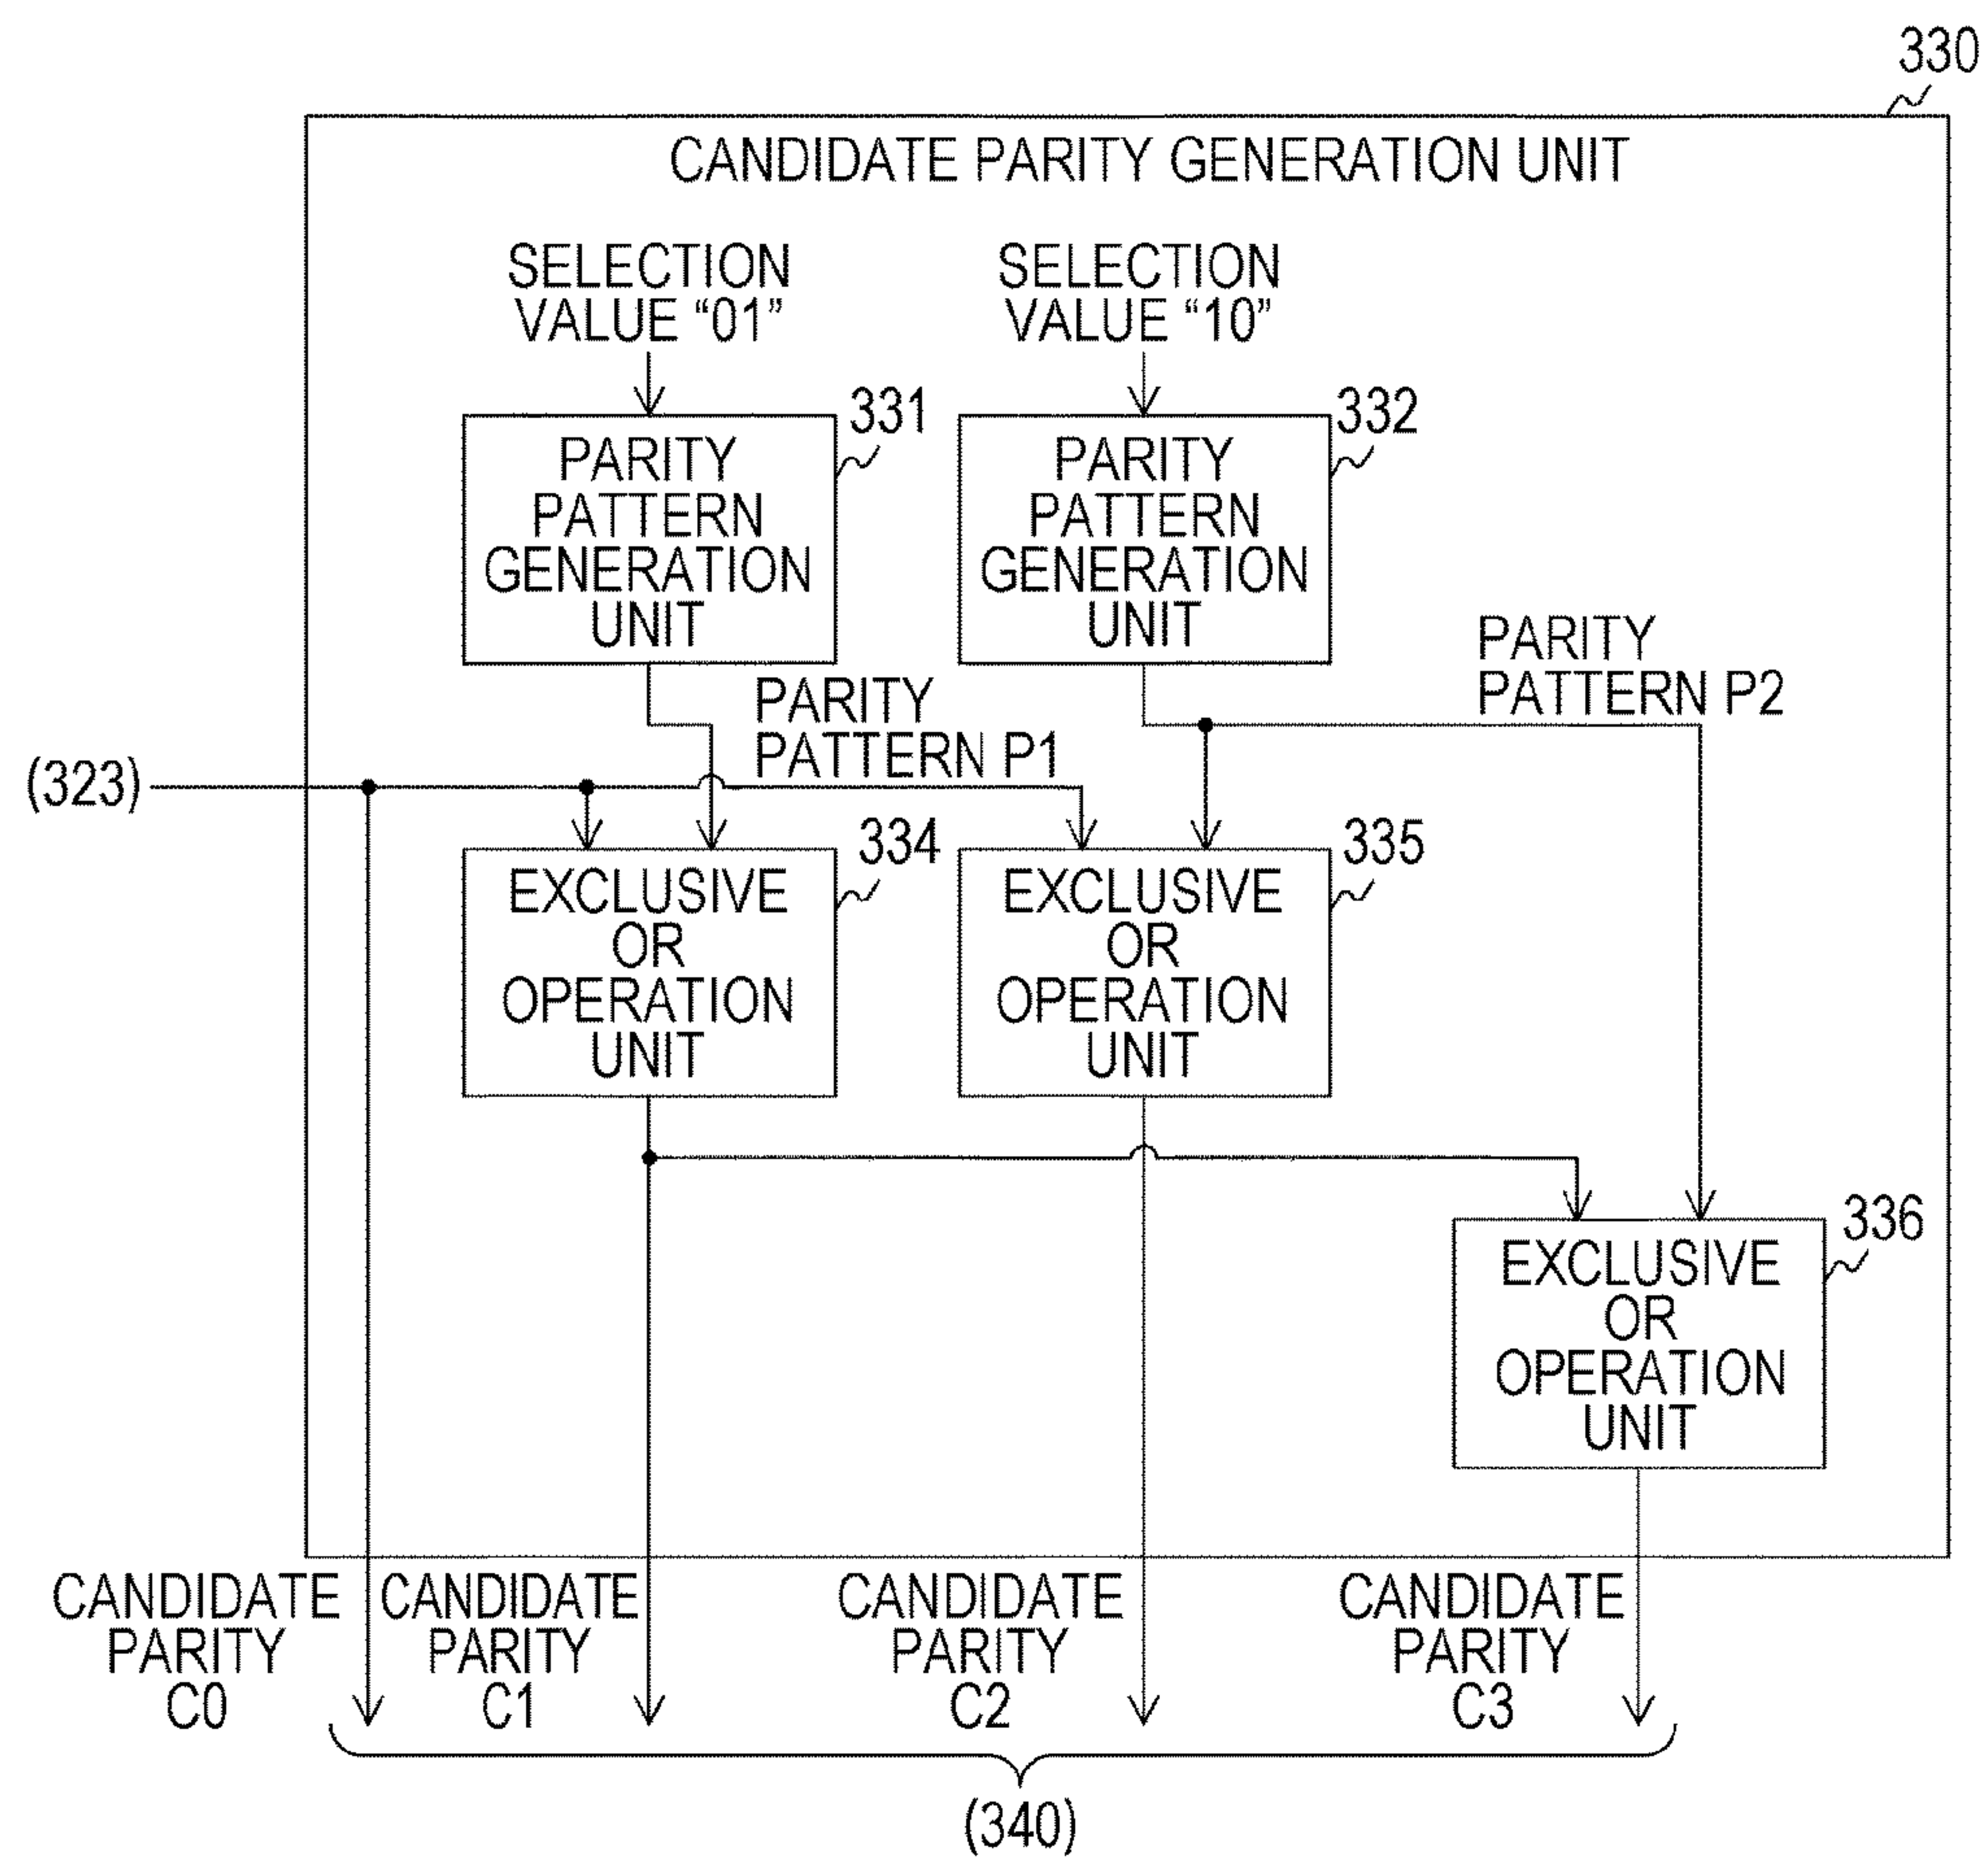 330
CANDIDATE PARITY GENERATION UNIT
SELECTION
VALUE “01”
SELECTION
VALUE “10”
331
332
PARITY
PATTERN
GENERATION
UNIT
PARITY
PATTERN
GENERATION
UNIT
PARITY
PATTERN P1
PARITY
PATTERN P2
(323)
334
335
EXCLUSIVE
OR
OPERATION
UNIT
EXCLUSIVE
OR
OPERATION
UNIT
336
EXCLUSIVE
OR
OPERATION
UNIT
CANDIDATE
PARITY
C0
CANDIDATE
PARITY
C1
CANDIDATE
PARITY
C2
CANDIDATE
PARITY
C3
(340)